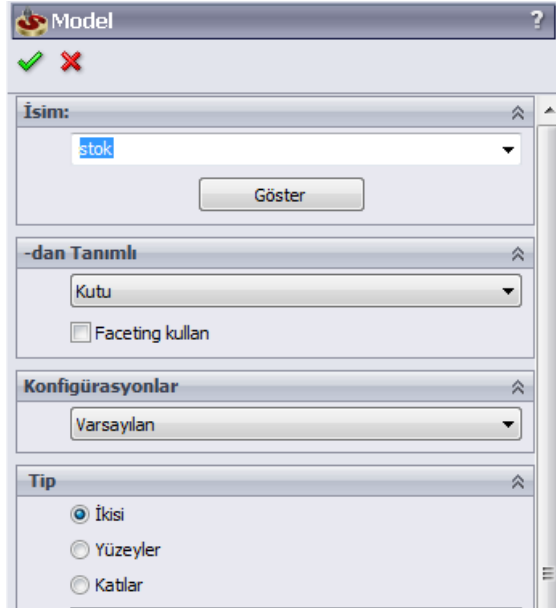 Model ?
İsim:
stok
Göster
-dan Tanımlı
Kutu
Faceting kullan
Konfigürasyonlar
Varsayılan
Tip
İkisi
Yüzeyler
Katılar